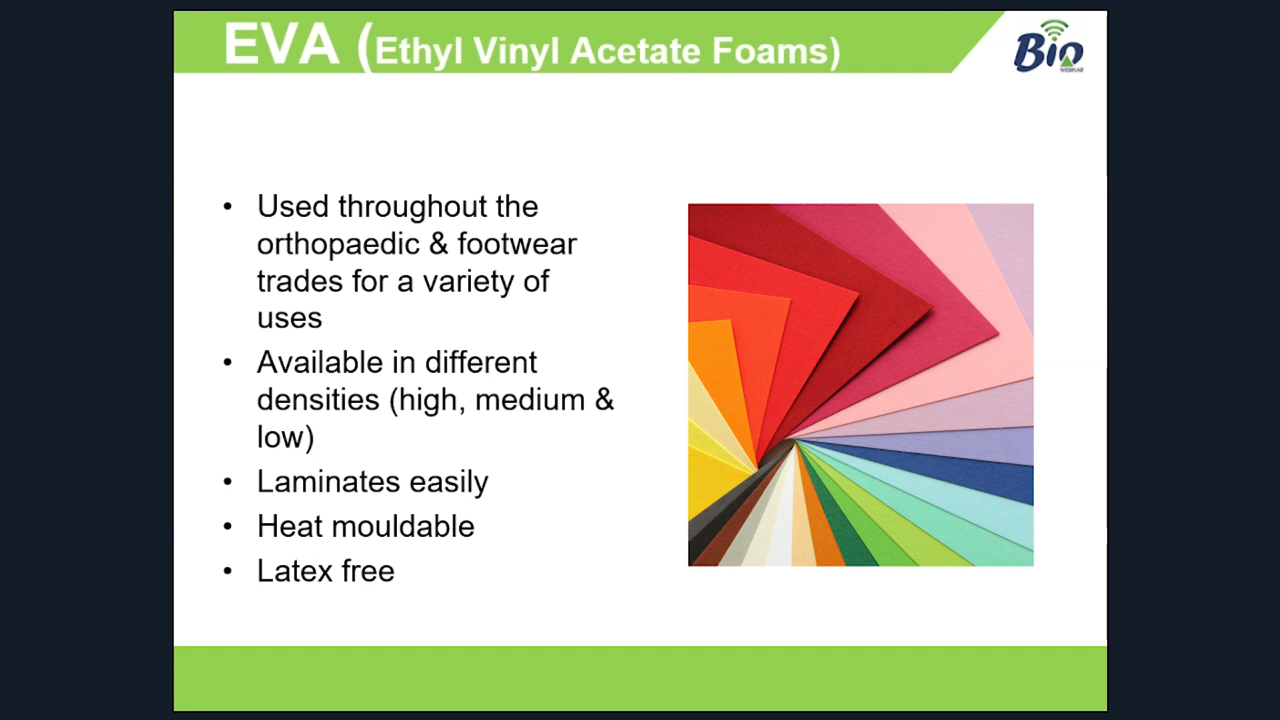 EVA (Ethyl Vinyl Acetate Foams)
Bio
WEBINAR
• Used throughout the
orthopaedic & footwear
trades for a variety of
uses
• Available in different
densities (high, medium &
low)
• Laminates easily
• Heat mouldable
• Latex free